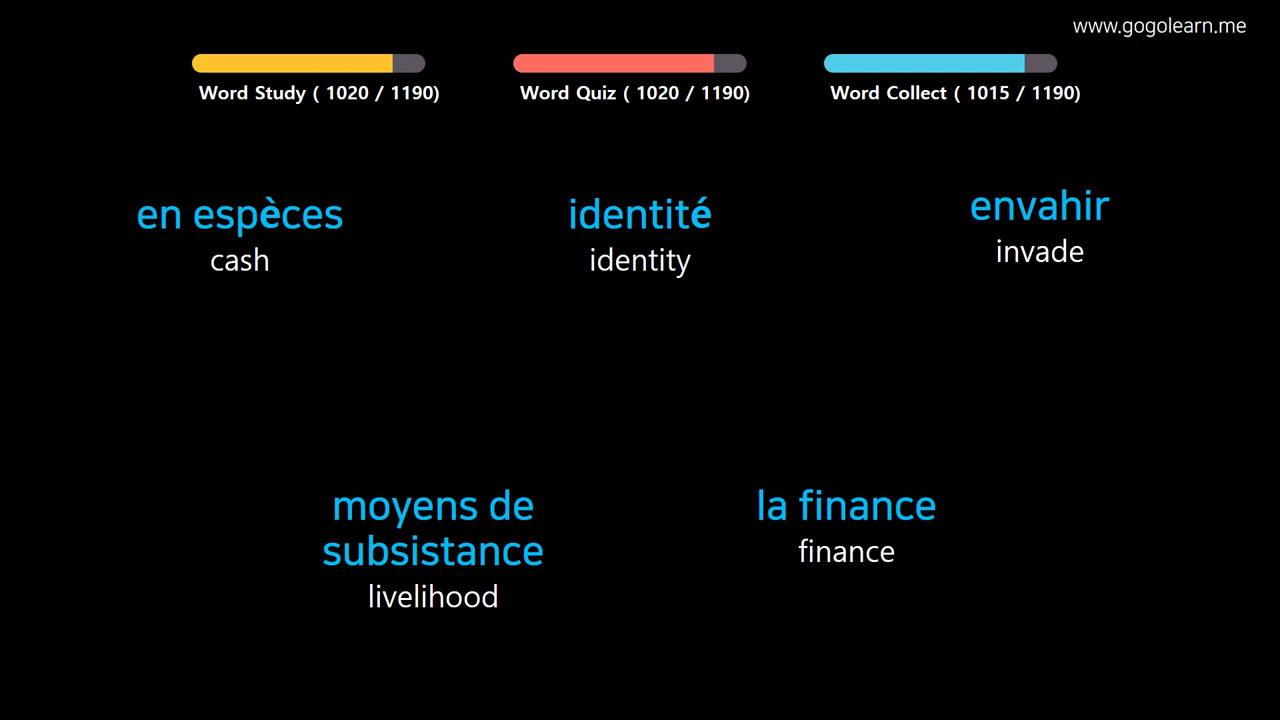 www.gogolearn.me
Word Study ( 1020 / 1190)
Word Quiz ( 1020 / 1190)
Word Collect ( 1015 / 1190)
en espèces
cash
identité
identity
envahir
invade
moyens de
subsistance
livelihood
la finance
finance